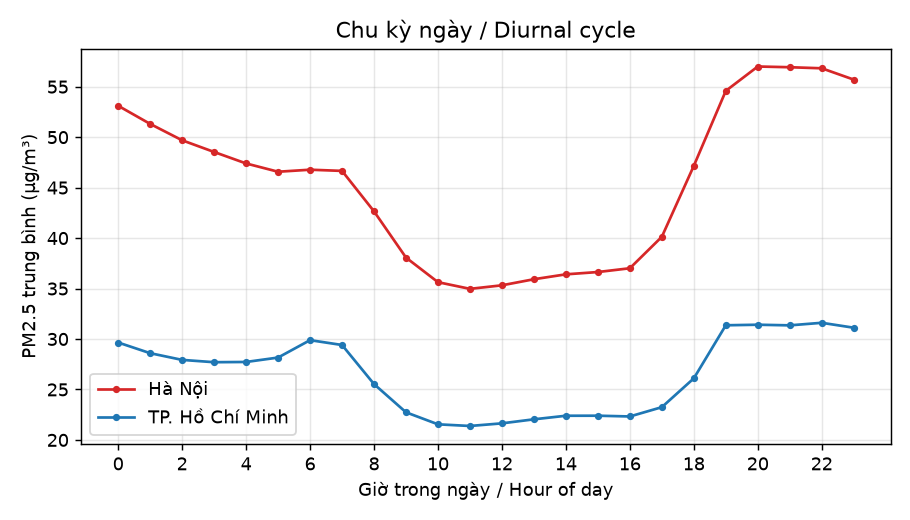 Chu kỳ ngày / Diurnal cycle
PM2.5 trung bình (µg/m³)
55
50
45
40
35
30
25
20
Hà Nội
TP. Hồ Chí Minh
0 2 4 6 8 10 12 14 16 18 20 22
Giờ trong ngày / Hour of day